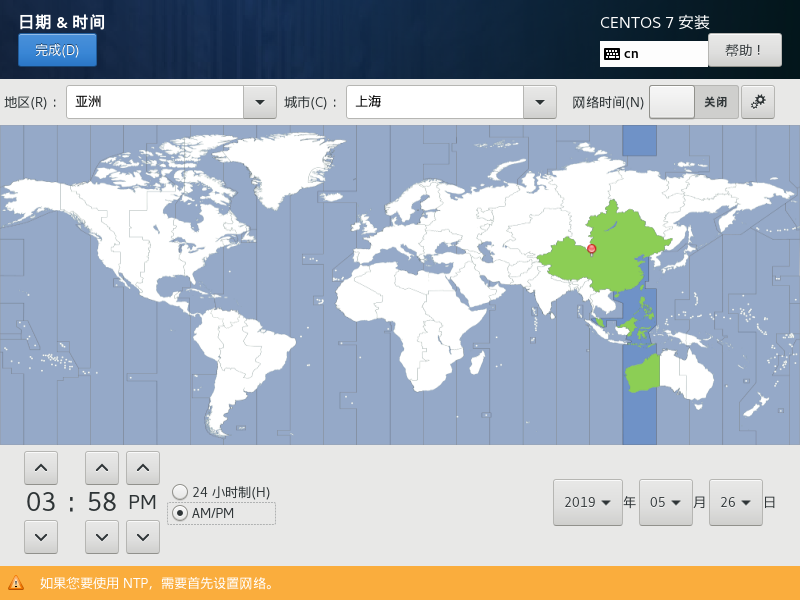 日期 & 时间
CENTOS 7 安装
完成(D)
cn
帮助！
地区(R)：
亚洲
城市(C)：
上海
网络时间(N)
关闭
03 : 58 PM
24 小时制(H)
AM/PM
2019 年 05 月 26 日
如果您要使用 NTP，需要首先设置网络。